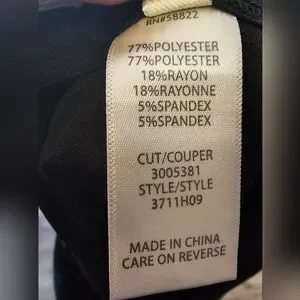 RN#58822
77%POLYESTER
77%POLYESTER
18%RAYON
18%RAYONNE
5%SPANDEX
5%SPANDEX
CUT/COUPER
3005381
STYLE/STYLE
3711H09
MADE IN CHINA
CARE ON REVERSE